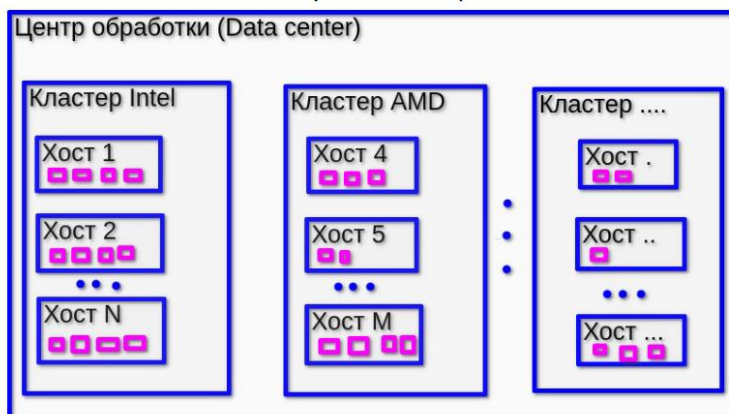 Центр обработки (Data center)
Кластер Intel
Хост 1
Хост 2
Хост N
Кластер AMD
Хост 4
Хост 5
Хост M
Кластер ....
Хост .
Хост ..
Хост ...